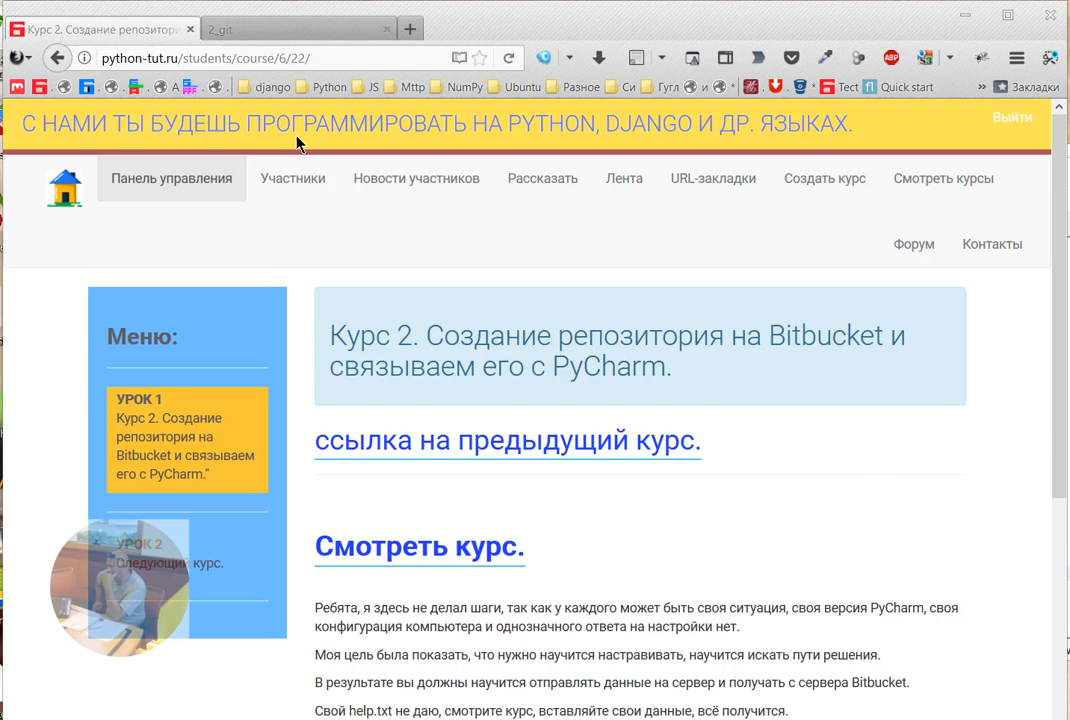 Курс 2. Создание репозитори
2_git
python-tut.ru/students/course/6/22/
ABP
django Python JS Mttp NumPy Ubuntu Разное Си Гугл и * Тест Quick start » Закладки
С НАМИ ТЫ БУДЕШЬ ПРОГРАММИРОВАТЬ НА PYTHON, DJANGO И ДР. ЯЗЫКАХ.
Выйти
Панель управления Участники Новости участников Рассказать Лента URL-закладки Создать курс Смотреть курсы
Форум Контакты
Меню:
УРОК 1
Курс 2. Создание
репозитория на
Bitbucket и связываем
его с PyCharm."
УРОК 2
Следующий курс.
Курс 2. Создание репозитория на Bitbucket и
связываем его с PyCharm.
ссылка на предыдущий курс.
Смотреть курс.
Ребята, я здесь не делал шаги, так как у каждого может быть своя ситуация, своя версия PyCharm, своя
конфигурация компьютера и однозначного ответа на настройки нет.
Моя цель была показать, что нужно научится настравивать, научится искать пути решения.
В результате вы должны научится отправлять данные на сервер и получать с сервера Bitbucket.
Свой help.txt не даю, смотрите курс, вставляйте свои данные, всё получится.